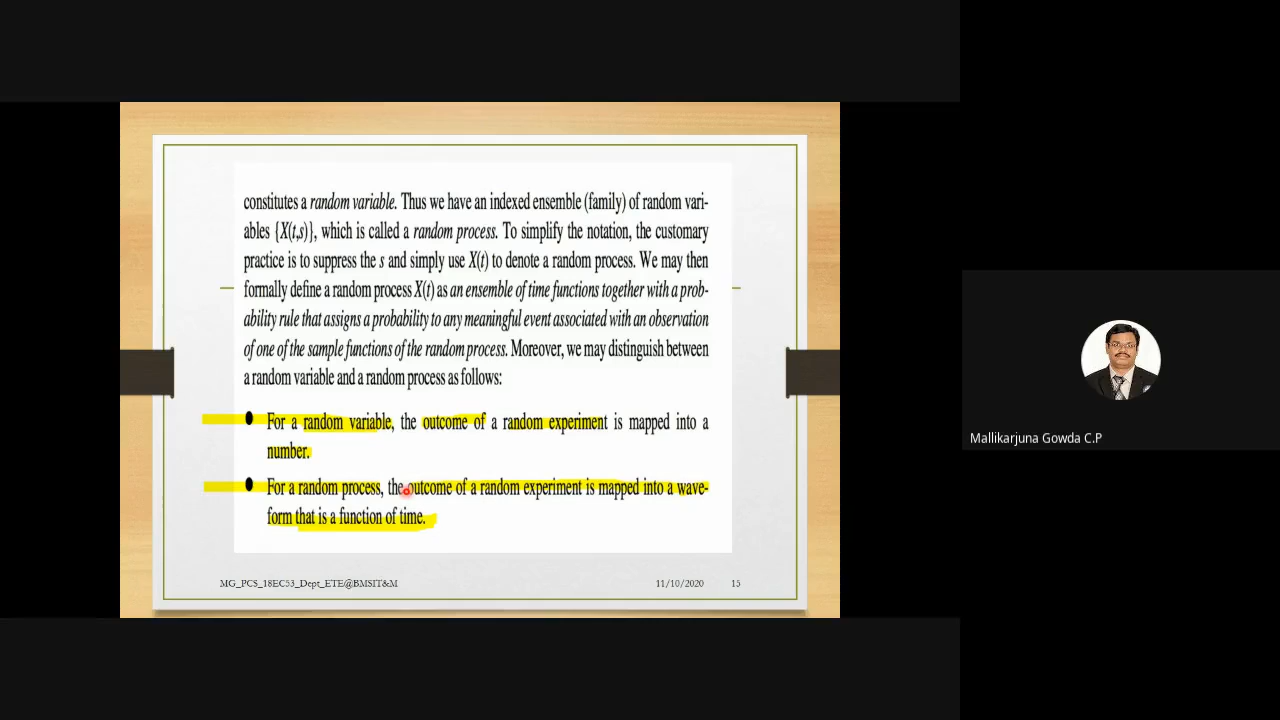 constitutes a random variable. Thus we have an indexed ensemble (family) of random vari-
ables {X(t,s)}, which is called a random process. To simplify the notation, the customary
practice is to suppress the s and simply use X(t) to denote a random process. We may then
formally define a random process X(t) as an ensemble of time functions together with a prob-
ability rule that assigns a probability to any meaningful event associated with an observation
of one of the sample functions of the random process. Moreover, we may distinguish between
a random variable and a random process as follows:
● For a random variable, the outcome of a random experiment is mapped into a
number.
● For a random process, the outcome of a random experiment is mapped into a wave-
form that is a function of time.
MG_PCS_18EC53_Dept_ETE@BMSIT&M 11/10/2020 15
Mallikarjuna Gowda C.P